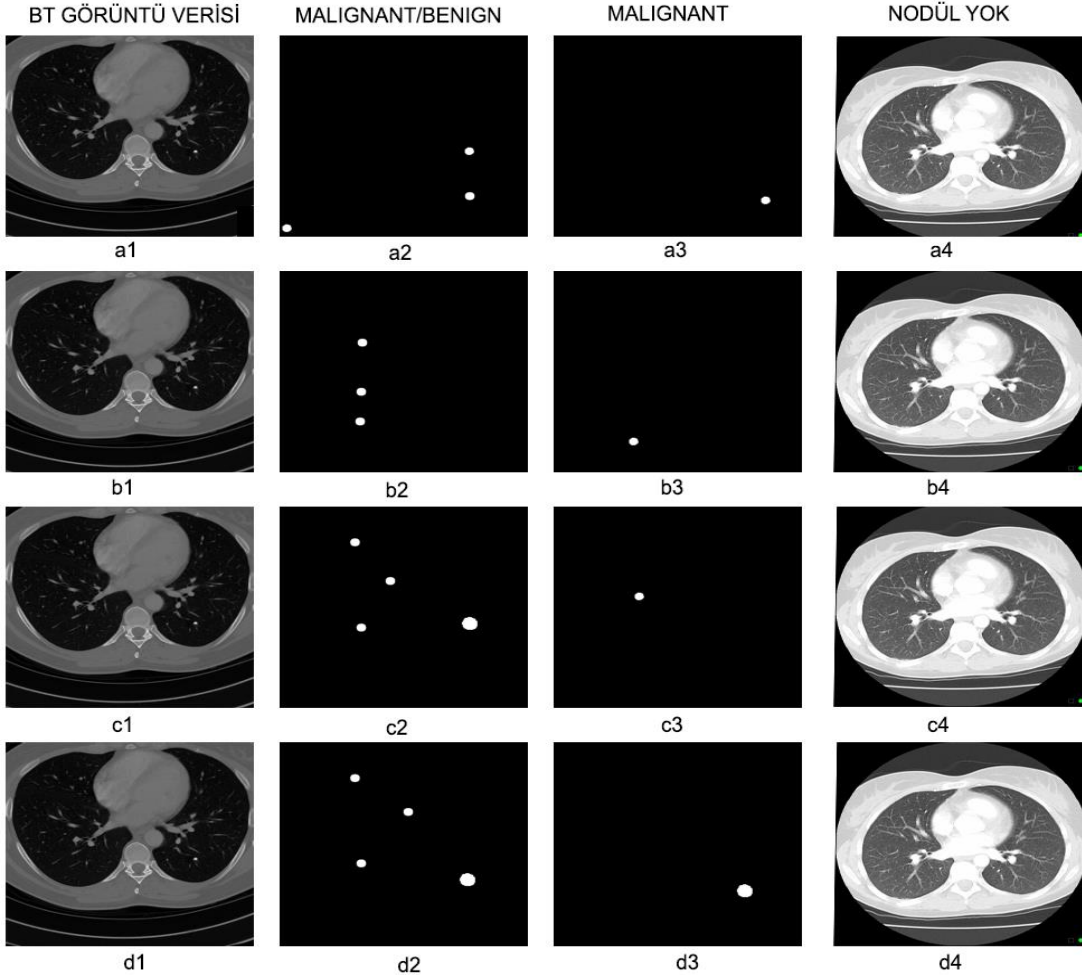 BT GÖRÜNTÜ VERİSİ MALIGNANT/BENIGN MALIGNANT NODÜL YOK
a1 a2 a3 a4
b1 b2 b3 b4
c1 c2 c3 c4
d1 d2 d3 d4